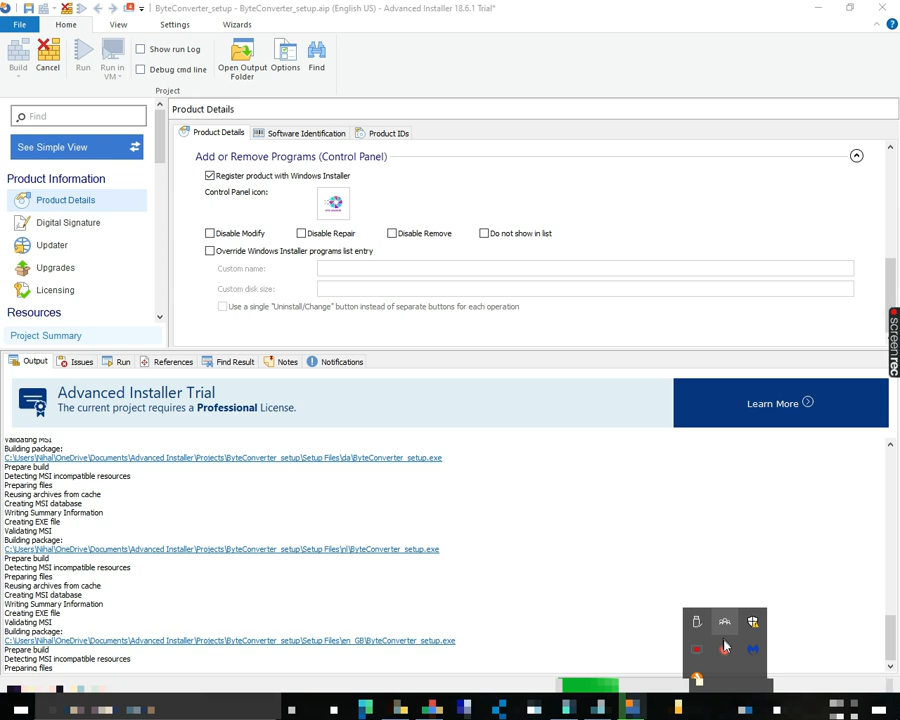 ByteConverter_setup - ByteConverter_setup.aip (English US) - Advanced Installer 18.6.1 Trial*
File
Home
View
Settings
Wizards
Build
Cancel
Run
Run in
VM
Show run Log
Debug cmd line
Open Output
Folder
Options
Find
Project
Find
See Simple View
Product Information
Product Details
Digital Signature
Updater
Upgrades
Licensing
Resources
Project Summary
Product Details
Product Details
Software Identification
Product IDs
Add or Remove Programs (Control Panel)
Register product with Windows Installer
Control Panel icon:
Disable Modify
Disable Repair
Disable Remove
Do not show in list
Override Windows Installer programs list entry
Custom name:
Custom disk size:
Use a single "Uninstall/Change" button instead of separate buttons for each operation
screenrec
Output
Issues
Run
References
Find Result
Notes
Notifications
Advanced Installer Trial
The current project requires a Professional License.
Learn More
Validating MSI
Building package:
C:\Users\Nihal\OneDrive\Documents\Advanced Installer\Projects\ByteConverter_setup\Setup Files\da\ByteConverter_setup.exe
Prepare build
Detecting MSI incompatible resources
Preparing files
Reusing archives from cache
Creating MSI database
Writing Summary Information
Creating EXE file
Validating MSI
Building package:
C:\Users\Nihal\OneDrive\Documents\Advanced Installer\Projects\ByteConverter_setup\Setup Files\nl\ByteConverter_setup.exe
Prepare build
Detecting MSI incompatible resources
Preparing files
Reusing archives from cache
Creating MSI database
Writing Summary Information
Creating EXE file
Validating MSI
Building package:
C:\Users\Nihal\OneDrive\Documents\Advanced Installer\Projects\ByteConverter_setup\Setup Files\en_GB\ByteConverter_setup.exe
Prepare build
Detecting MSI incompatible resources
Preparing files